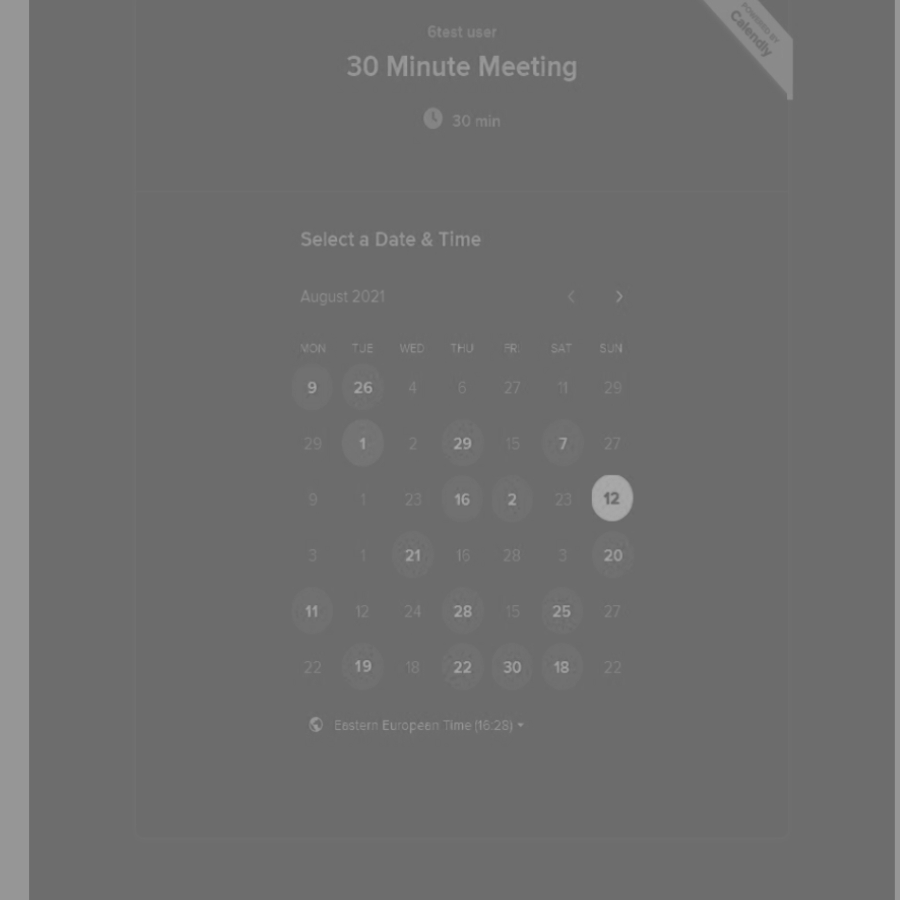 POWERED BY
Calendly
6test user
30 Minute Meeting
30 min
Select a Date & Time
August 2021
MON TUE WED THU FRI SAT SUN
9 26 4 6 27 11 29
29 1 2 29 15 7 27
9 1 23 16 2 23 12
3 1 21 16 28 3 20
11 12 24 28 15 25 27
22 19 18 22 30 18 22
Eastern European Time (16:28)